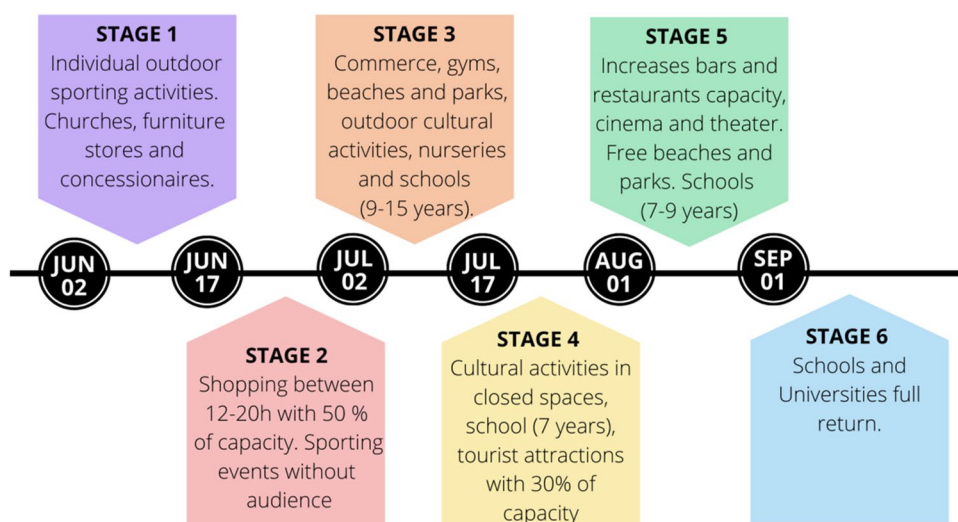 STAGE 1
Individual outdoor
sporting activities.
Churches, furniture
stores and
concessionaires.
STAGE 3
Commerce, gyms,
beaches and parks,
outdoor cultural
activities, nurseries
and schools
(9-15 years).
STAGE 5
Increases bars and
restaurants capacity,
cinema and theater.
Free beaches and
parks. Schools
(7-9 years)
JUN
02
JUN
17
JUL
02
JUL
17
AUG
01
SEP
01
STAGE 2
Shopping between
12-20h with 50 %
of capacity. Sporting
events without
audience
STAGE 4
Cultural activities in
closed spaces,
school (7 years),
tourist attractions
with 30% of
capacity
STAGE 6
Schools and
Universities full
return.